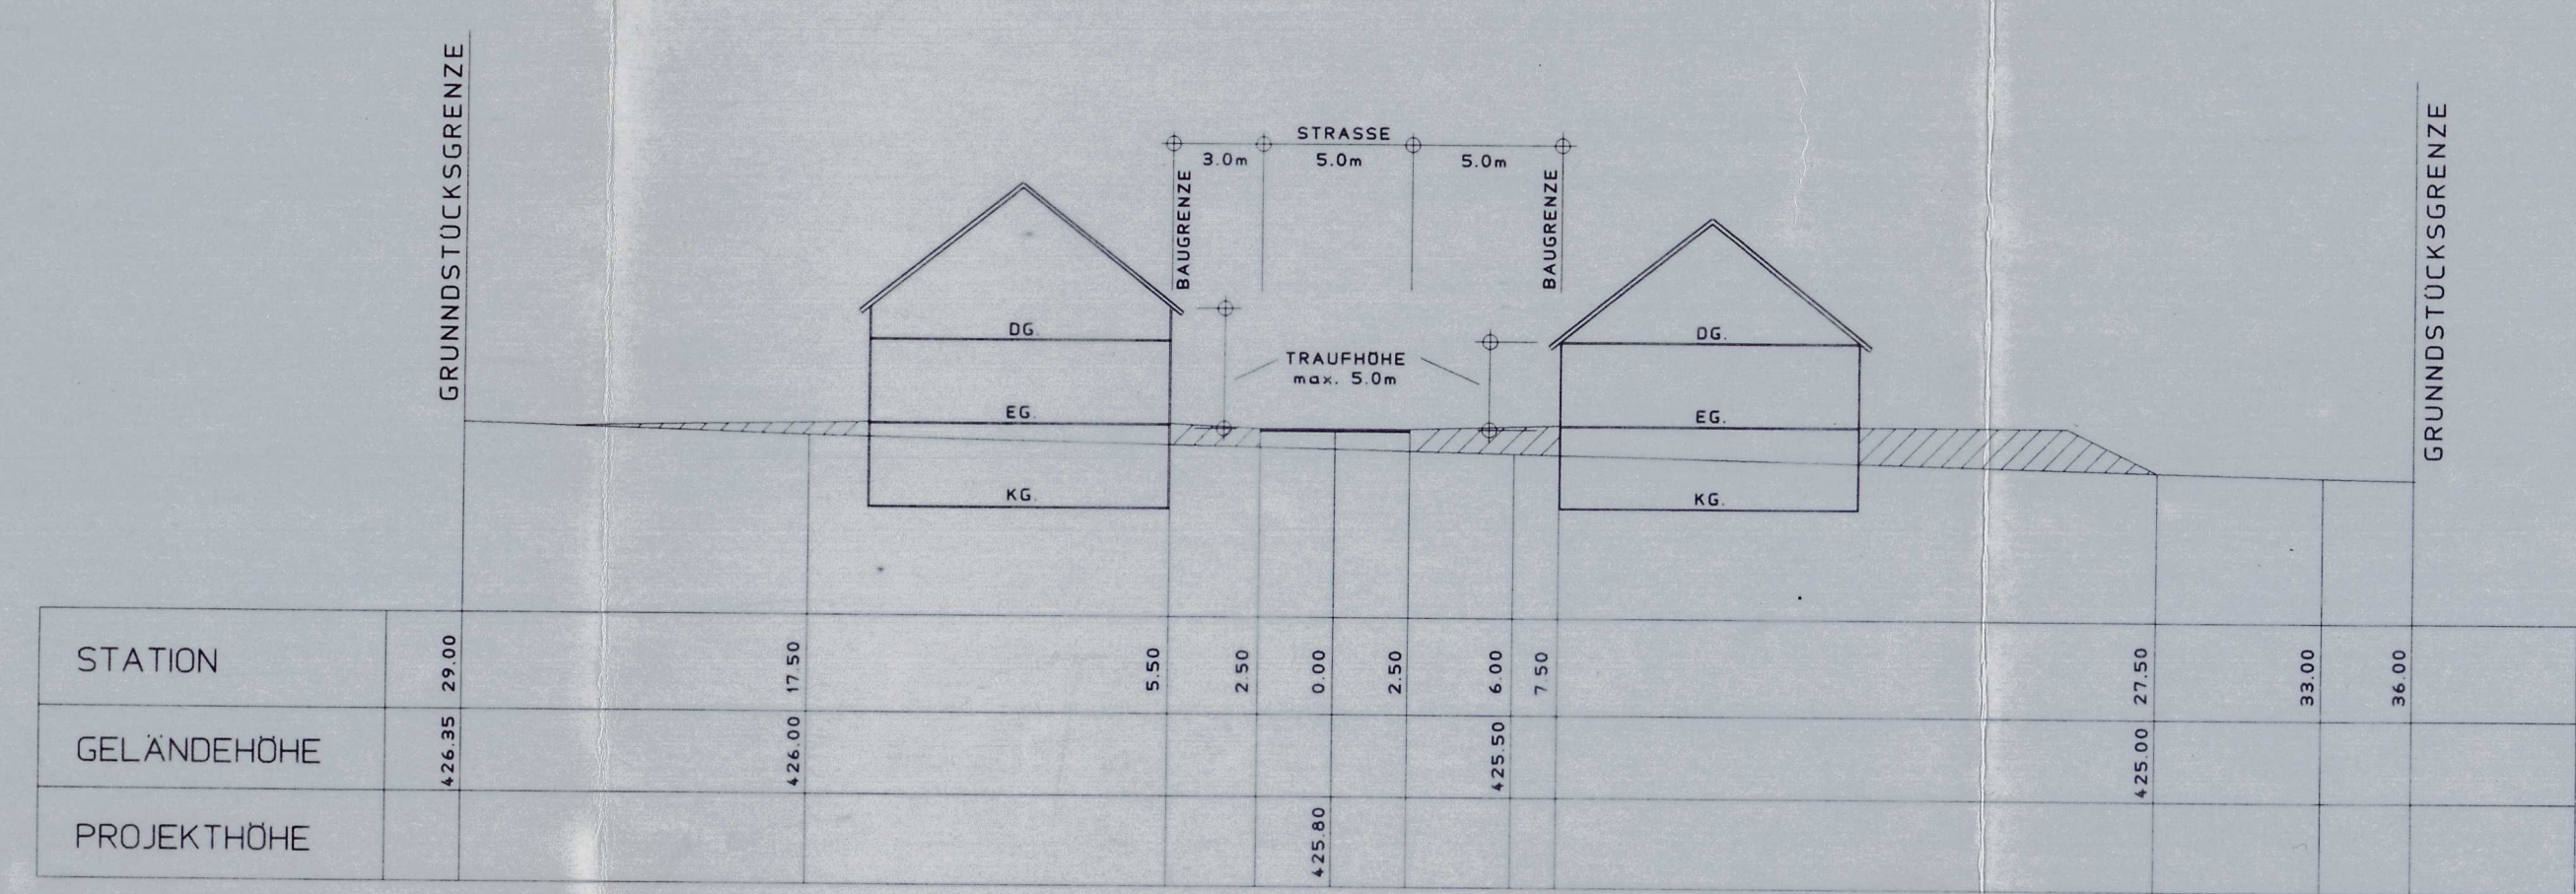 GRUNNDSTÜCKSGRENZE
STRASSE
3.0m 5.0m 5.0m
BAUGRENZE
BAUGRENZE
GRUNNDSTÜCKSGRENZE
DG.
EG.
KG.
TRAUFHÖHE
max. 5.0m
DG.
EG.
KG.
STATION 29.00 17.50 5.50 2.50 0.00 2.50 6.00 7.50 27.50 33.00 36.00
GELÄNDEHÖHE 426.35 426.00 425.50 425.00
PROJEKTHÖHE 425.80